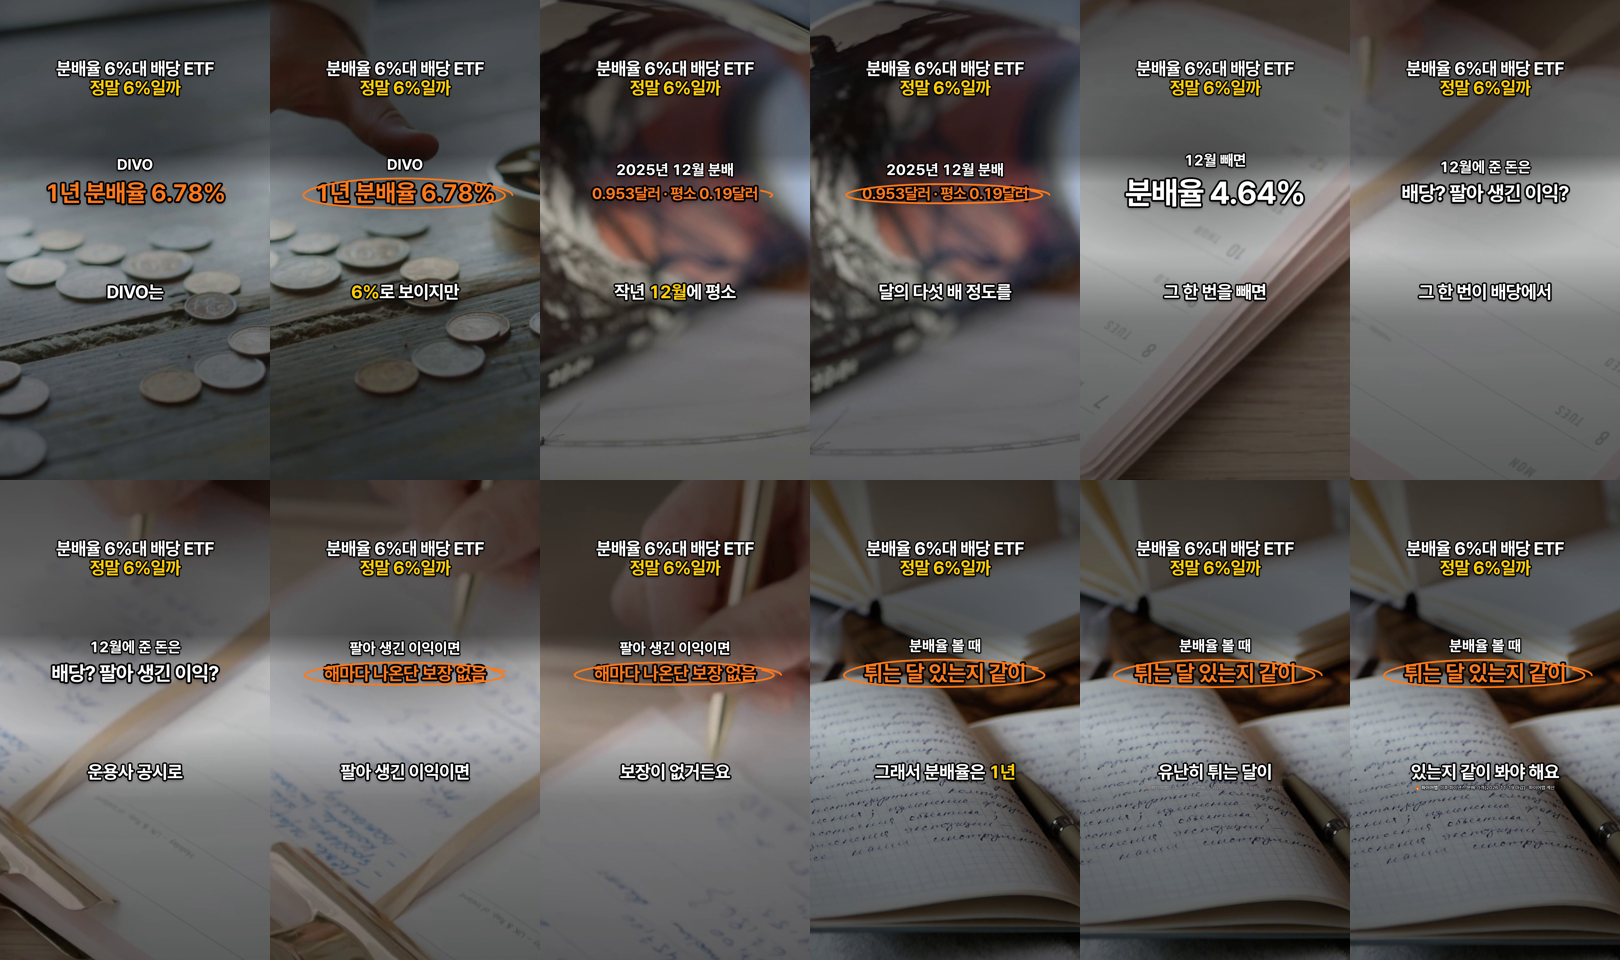 분배율 6%대 배당 ETF
정말 6%일까
DIVO
1년 분배율 6.78%
DIVO는
분배율 6%대 배당 ETF
정말 6%일까
DIVO
1년 분배율 6.78%
6%로 보이지만
분배율 6%대 배당 ETF
정말 6%일까
2025년 12월 분배
0.953달러 · 평소 0.19달러
작년 12월에 평소
분배율 6%대 배당 ETF
정말 6%일까
2025년 12월 분배
0.953달러 · 평소 0.19달러
달의 다섯 배 정도를
분배율 6%대 배당 ETF
정말 6%일까
12월 빼면
분배율 4.64%
그 한 번을 빼면
10
TUES
8
7
분배율 6%대 배당 ETF
정말 6%일까
12월에 준 돈은
배당? 팔아 생긴 이익?
그 한 번이 배당에서
TUES
8
MON
분배율 6%대 배당 ETF
정말 6%일까
12월에 준 돈은
배당? 팔아 생긴 이익?
운용사 공시로
분배율 6%대 배당 ETF
정말 6%일까
팔아 생긴 이익이면
해마다 나온단 보장 없음
팔아 생긴 이익이면
분배율 6%대 배당 ETF
정말 6%일까
팔아 생긴 이익이면
해마다 나온단 보장 없음
보장이 없거든요
분배율 6%대 배당 ETF
정말 6%일까
분배율 볼 때
튀는 달 있는지 같이
그래서 분배율은 1년
분배율 6%대 배당 ETF
정말 6%일까
분배율 볼 때
튀는 달 있는지 같이
유난히 튀는 달이
분배율 6%대 배당 ETF
정말 6%일까
분배율 볼 때
튀는 달 있는지 같이
있는지 같이 봐야 해요